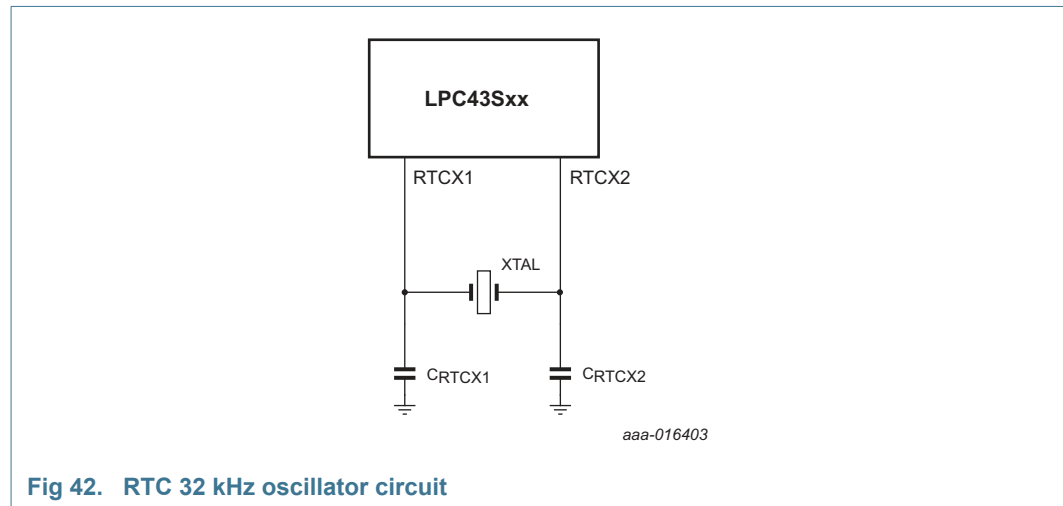 LPC43Sxx
RTCX1
RTCX2
XTAL
CRTCX1
CRTCX2
aaa-016403
Fig 42. RTC 32 kHz oscillator circuit